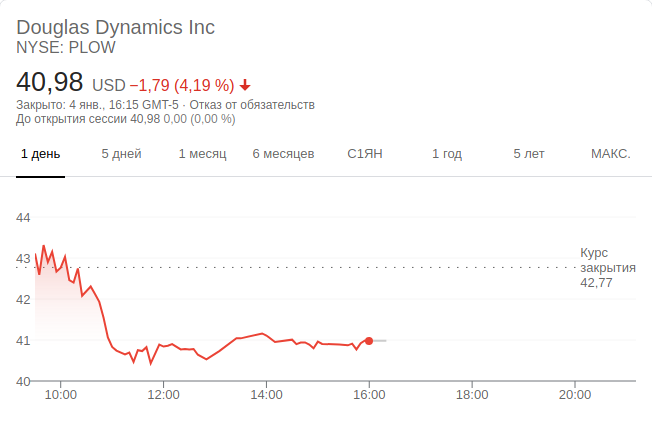 Douglas Dynamics Inc
NYSE: PLOW
40,98 USD −1,79 (4,19 %)
Закрыто: 4 янв., 16:15 GMT-5 · Отказ от обязательств
До открытия сессии 40,98 0,00 (0,00 %)
1 день 5 дней 1 месяц 6 месяцев С1ЯН 1 год 5 лет МАКС.
44
43
42
41
40
Курс
закрытия
42,77
10:00 12:00 14:00 16:00 18:00 20:00